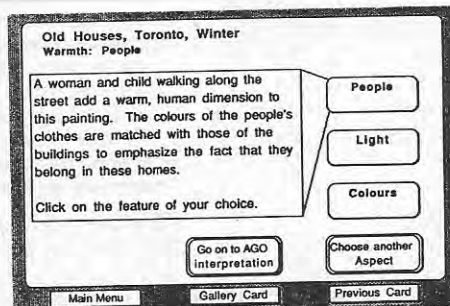 Old Houses, Toronto, Winter
Warmth: People
A woman and child walking along the
street add a warm, human dimension to
this painting. The colours of the people's
clothes are matched with those of the
buildings to emphasize the fact that they
belong in these homes.
Click on the feature of your choice.
People
Light
Colours
Go on to AGO
interpretation
Choose another
Aspect
Main Menu
Gallery Card
Previous Card